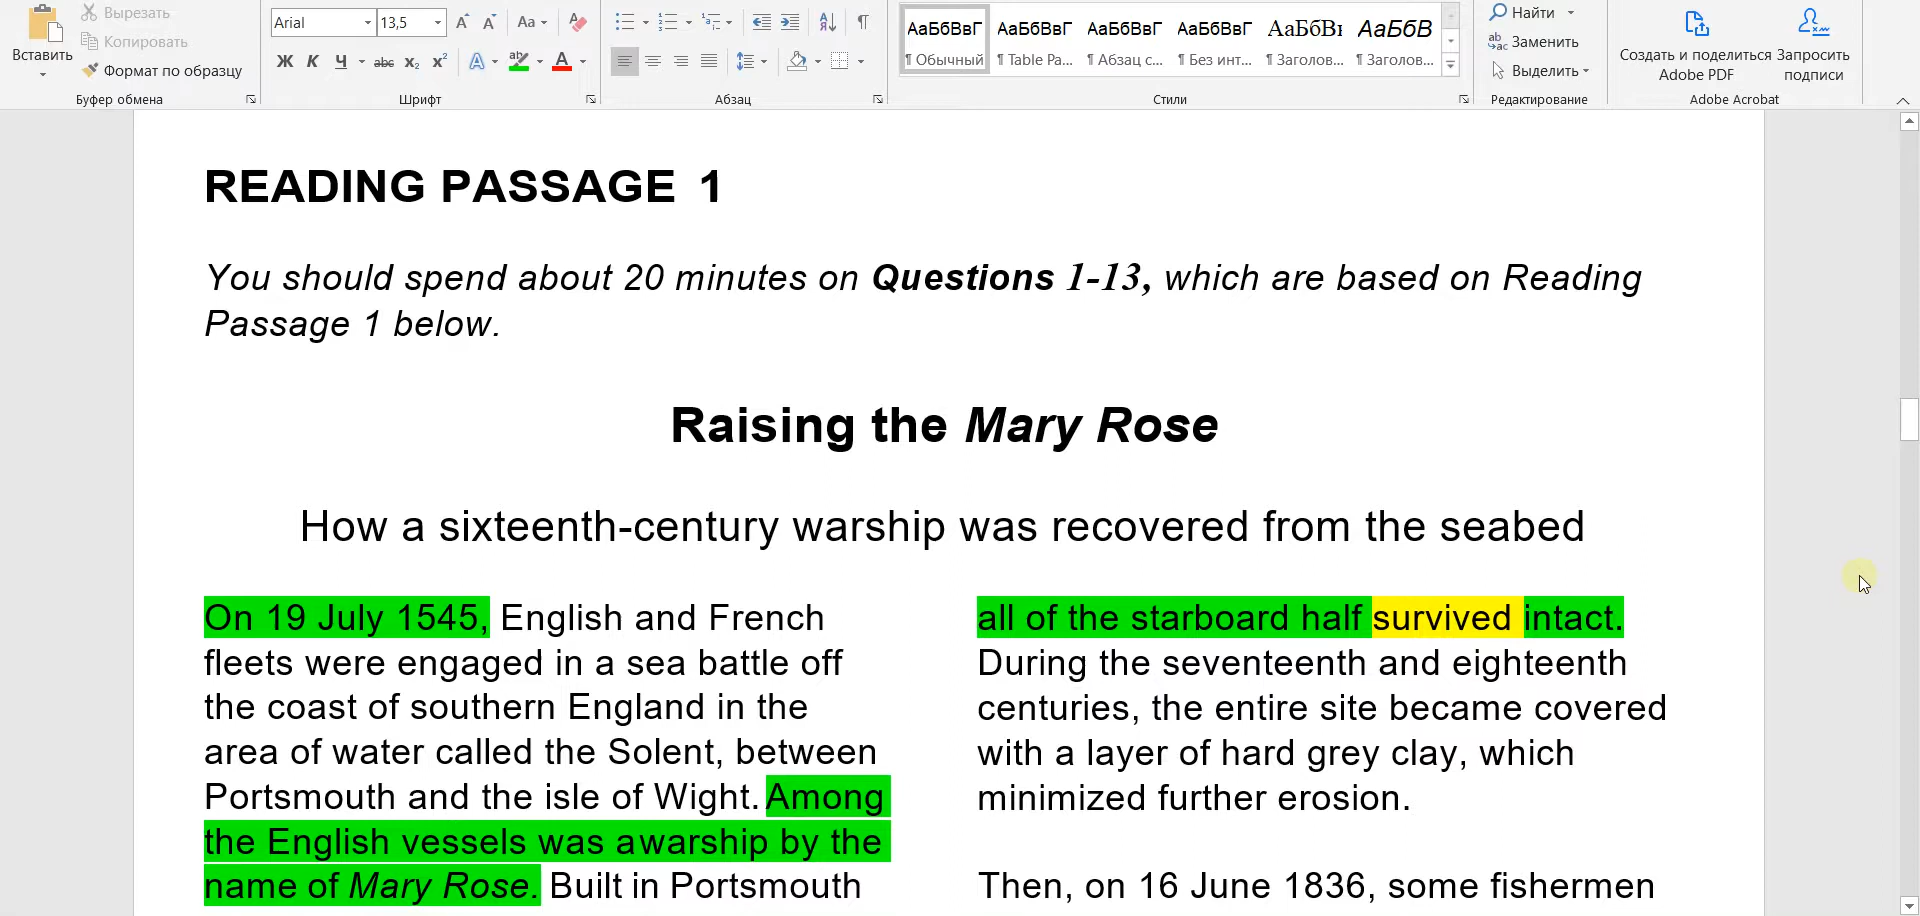 Вставить
Вырезать
Копировать
Формат по образцу
Буфер обмена
Arial
13,5
Aa
Ж К Ч abc x₂ x²
Шрифт
Абзац
АаБбВвГ АаБбВвГ АаБбВвГ АаБбВвГ АаБбВı АаБбВ
¶ Обычный ¶ Table Pa... ¶ Абзац с... ¶ Без инт... ¶ Заголов... ¶ Заголов...
Стили
Найти
Заменить
Выделить
Редактирование
Создать и поделиться
Adobe PDF
Запросить
подписи
Adobe Acrobat
READING PASSAGE 1
You should spend about 20 minutes on Questions 1-13, which are based on Reading
Passage 1 below.
Raising the Mary Rose
How a sixteenth-century warship was recovered from the seabed
On 19 July 1545, English and French
fleets were engaged in a sea battle off
the coast of southern England in the
area of water called the Solent, between
Portsmouth and the isle of Wight. Among
the English vessels was awarship by the
name of Mary Rose. Built in Portsmouth
all of the starboard half survived intact.
During the seventeenth and eighteenth
centuries, the entire site became covered
with a layer of hard grey clay, which
minimized further erosion.
Then, on 16 June 1836, some fishermen